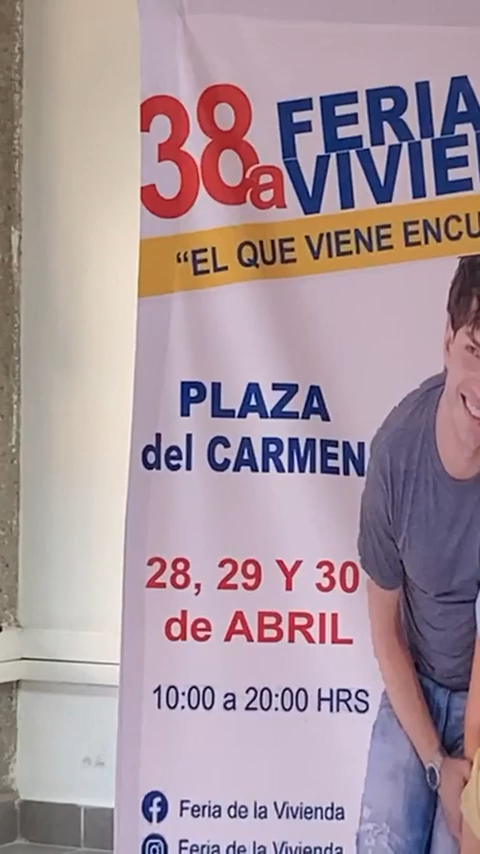 38a FERIA
VIVIE
“EL QUE VIENE ENCU
PLAZA
del CARMEN
28, 29 Y 30
de ABRIL
10:00 a 20:00 HRS
Feria de la Vivienda
Feria de la Vivienda